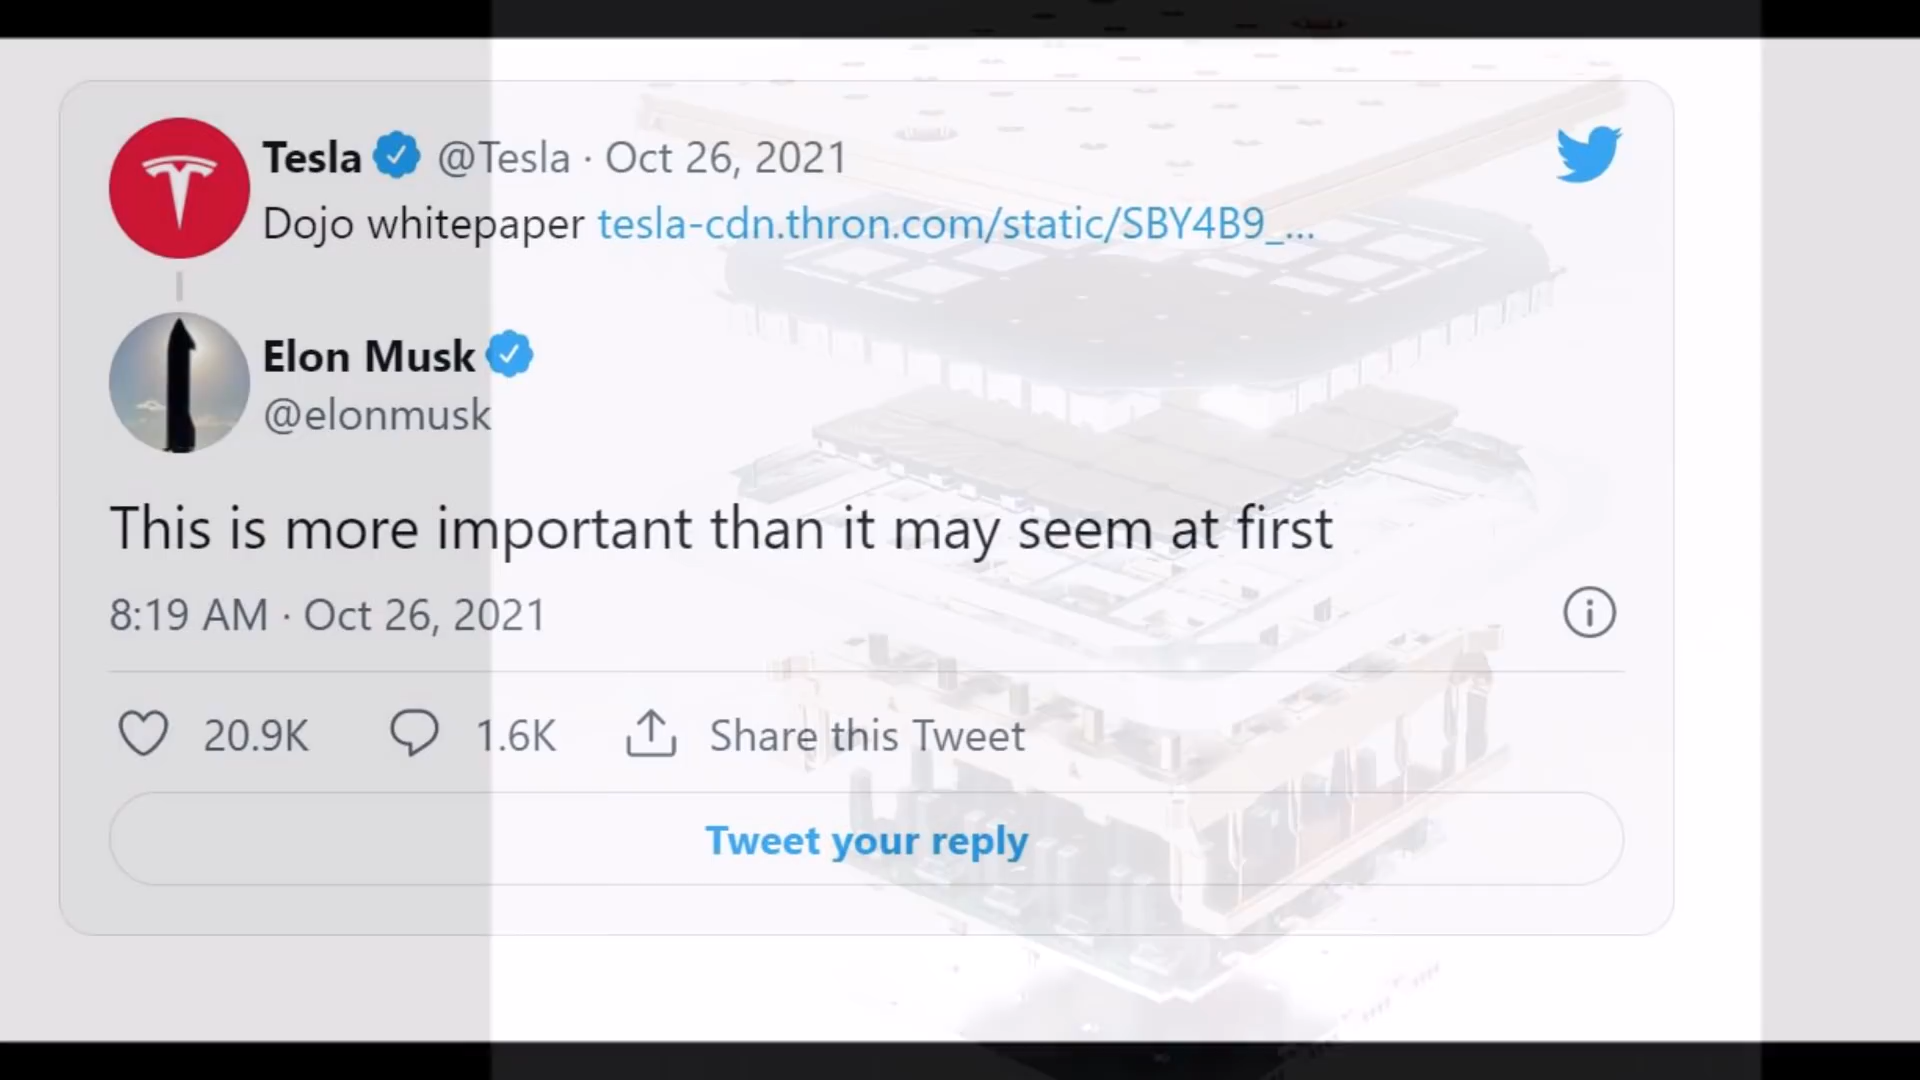 Tesla @Tesla · Oct 26, 2021
Dojo whitepaper tesla-cdn.thron.com/static/SBY4B9_...
Elon Musk
@elonmusk
This is more important than it may seem at first
8:19 AM · Oct 26, 2021
20.9K 1.6K Share this Tweet
Tweet your reply